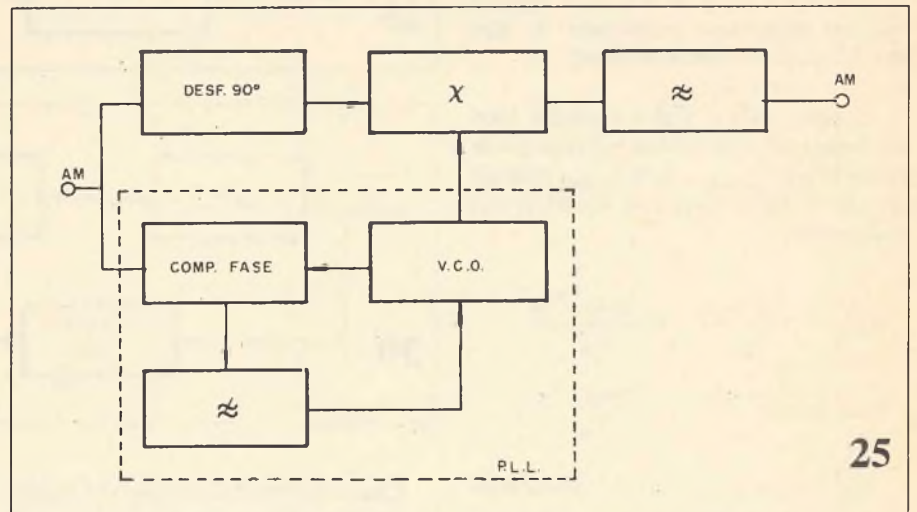 DESF. 90°
X
≈
AM
AM
COMP. FASE
V.C.O.
≈
P.L.L.
25